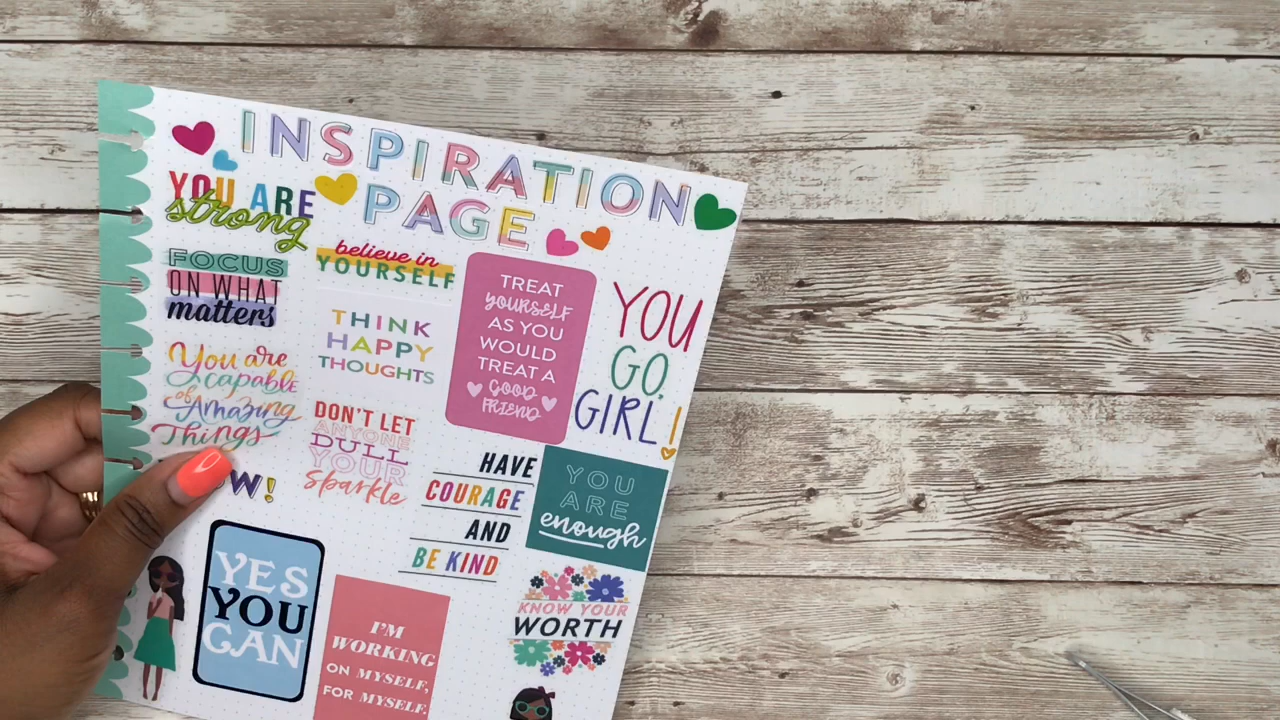 INSPIRATION
PAGE
YOU ARE
strong
believe in
YOURSELF
FOCUS
ON WHAT
matters
THINK
HAPPY
THOUGHTS
TREAT
yourself
AS YOU
WOULD
TREAT A
GOOD
FRIEND
YOU
GO,
GIRL!
You are
capable
of Amazing
Things
DON'T LET
ANYONE
DULL
YOUR
sparkle
HAVE
COURAGE
AND
BE KIND
YOU
ARE
enough
YES
YOU
CAN
I'M
WORKING
ON MYSELF,
FOR MYSELF,
KNOW YOUR
WORTH